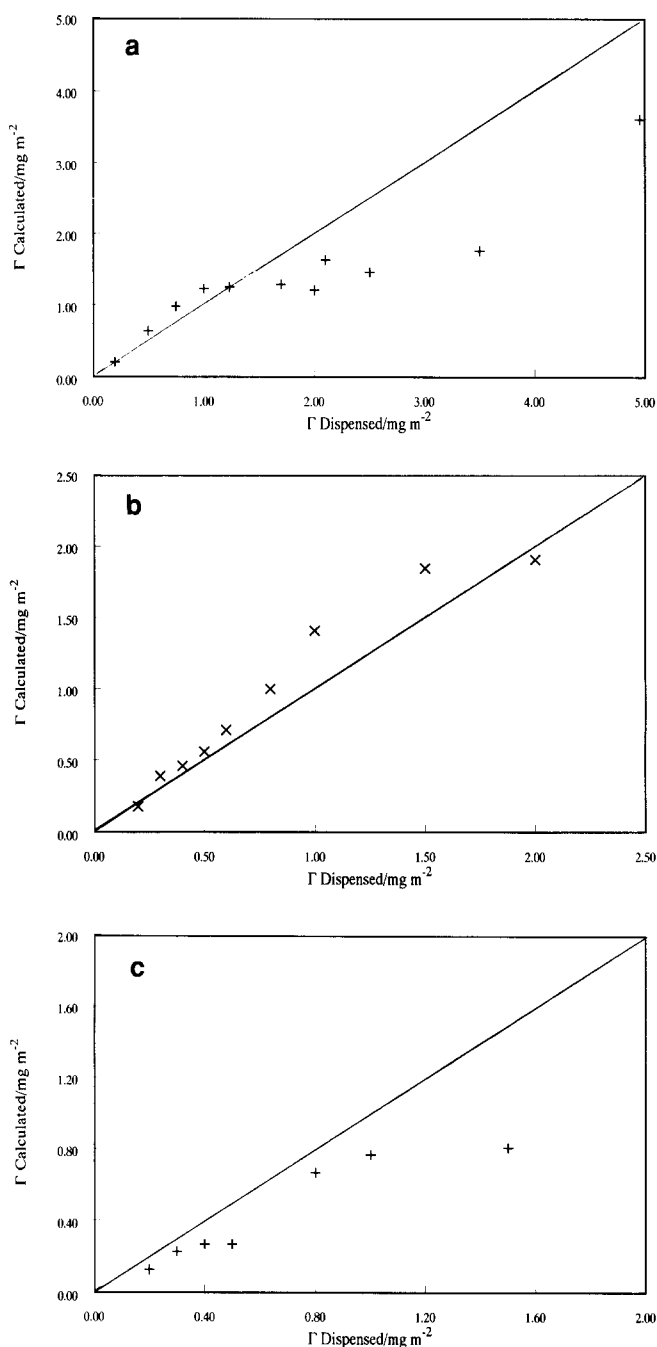 a
5.00
4.00
3.00
2.00
1.00
0.00
Γ Calculated/mg m⁻²
0.00 1.00 2.00 3.00 4.00 5.00
Γ Dispensed/mg m⁻²
b
2.50
2.00
1.50
1.00
0.50
0.00
Γ Calculated/mg m⁻²
0.00 0.50 1.00 1.50 2.00 2.50
Γ Dispensed/mg m⁻²
c
2.00
1.60
1.20
0.80
0.40
0.00
Γ Calculated/mg m⁻²
0.00 0.40 0.80 1.20 1.60 2.00
Γ Dispensed/mg m⁻²